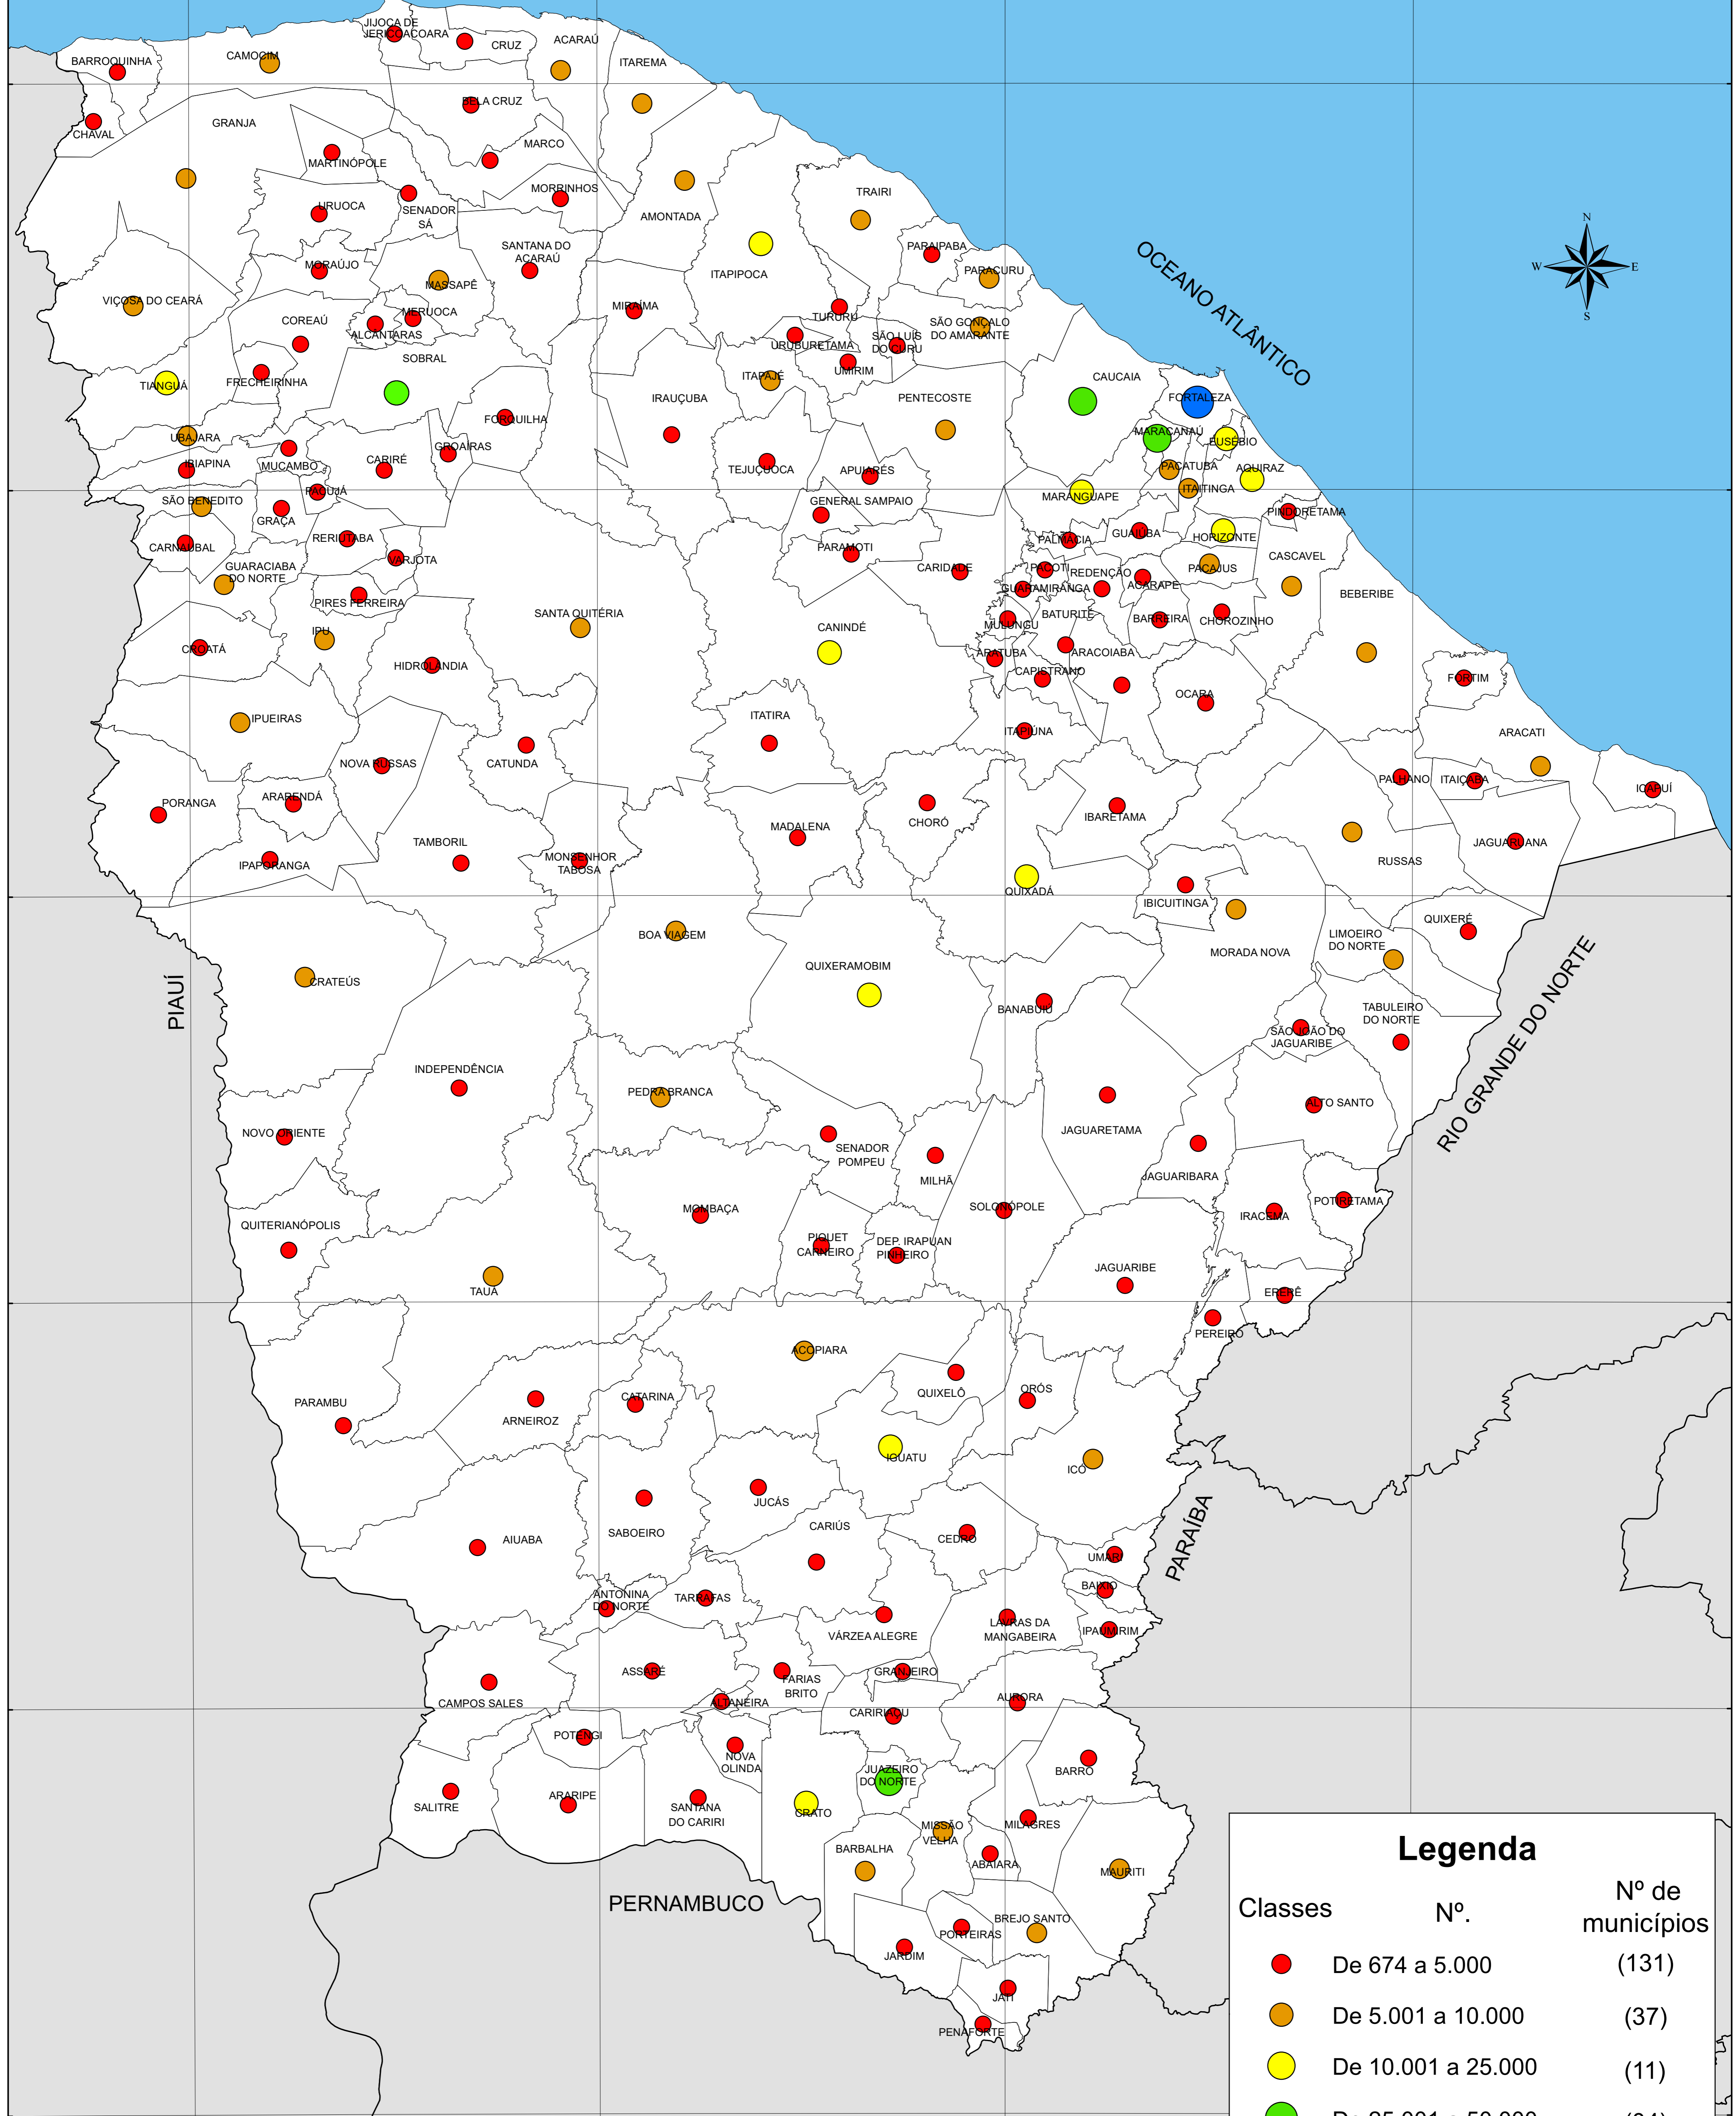 JIJOCA DE
JERICOACOARA
CRUZ
ACARAÚ
BARROQUINHA
CAMOCIM
ITAREMA
BELA CRUZ
CHAVAL
GRANJA
MARCO
MARTINÓPOLE
MORRINHOS
TRAIRI
URUOCA
SENADOR
SÁ
AMONTADA
N
W
E
S
SANTANA DO
ACARAÚ
PARAIPABA
OCEANO ATLÂNTICO
MORAÚJO
MASSAPÊ
ITAPIPOCA
PARACURU
VIÇOSA DO CEARÁ
MERUOCA
MIRAÍMA
TURURU
COREAÚ
ALCÂNTARAS
SÃO GONÇALO
DO AMARANTE
URUBURETAMA
SÃO LUÍS
DO CURU
SOBRAL
UMIRIM
TIANGUÁ
FRECHEIRINHA
ITAPAJÉ
CAUCAIA
IRAUÇUBA
PENTECOSTE
FORTALEZA
FORQUILHA
MARACANAÚ
UBAJARA
EUSÉBIO
GROAÍRAS
IBIAPINA
MUCAMBO
CARIRÉ
TEJUÇUOCA
APUIARÉS
PACATUBA
AQUIRAZ
PACUJÁ
ITAITINGA
SÃO BENEDITO
GENERAL SAMPAIO
MARANGUAPE
GRAÇA
PINDORETAMA
RERIUTABA
CARNAUBAL
PARAMOTI
PALMÁCIA
GUAIÚBA
HORIZONTE
VARJOTA
CASCAVEL
GUARACIABA
DO NORTE
CARIDADE
PACOTI
REDENÇÃO
PACAJUS
PIRES FERREIRA
GUARAMIRANGA
ACARAPE
BEBERIBE
SANTA QUITÉRIA
CANINDÉ
MULUNGU
BATURITÉ
BARREIRA
CHOROZINHO
IPU
CROATÁ
ARATUBA
ARACOIABA
HIDROLÂNDIA
CAPISTRANO
FORTIM
OCARA
IPUEIRAS
ITATIRA
ITAPIÚNA
ARACATI
NOVA RUSSAS
CATUNDA
PALHANO
ITAIÇABA
ICAPUÍ
PORANGA
ARARENDÁ
CHORÓ
IBARETAMA
MADALENA
TAMBORIL
JAGUARUANA
IPAPORANGA
MONSENHOR
TABOSA
RUSSAS
QUIXADÁ
IBICUITINGA
QUIXERÉ
BOA VIAGEM
LIMOEIRO
DO NORTE
MORADA NOVA
QUIXERAMOBIM
CRATEÚS
PIAUÍ
BANABUIÚ
TABULEIRO
DO NORTE
SÃO JOÃO DO
JAGUARIBE
RIO GRANDE DO NORTE
INDEPENDÊNCIA
PEDRA BRANCA
ALTO SANTO
NOVO ORIENTE
JAGUARETAMA
SENADOR
POMPEU
JAGUARIBARA
MILHÃ
POTIRETAMA
MOMBAÇA
SOLONÓPOLE
IRACEMA
QUITERIANÓPOLIS
PIQUET
CARNEIRO
DEP. IRAPUAN
PINHEIRO
JAGUARIBE
TAUÁ
ERERÊ
PEREIRO
ACOPIARA
QUIXELÔ
ORÓS
PARAMBU
CATARINA
ARNEIROZ
IGUATU
ICÓ
JUCÁS
SABOEIRO
CARIÚS
AIUABA
CEDRO
PARAÍBA
UMARI
BAIXIO
ANTONINA
DO NORTE
TARRAFAS
LAVRAS DA
MANGABEIRA
VÁRZEA ALEGRE
IPAUMIRIM
ASSARÉ
FARIAS
BRITO
GRANJEIRO
CAMPOS SALES
ALTANEIRA
AURORA
CARIRIAÇU
POTENGI
NOVA
OLINDA
JUAZEIRO
DO NORTE
BARRO
ARARIPE
SALITRE
SANTANA
DO CARIRI
CRATO
MISSÃO
VELHA
MILAGRES
BARBALHA
ABAIARA
MAURITI
PERNAMBUCO
BREJO SANTO
PORTEIRAS
JARDIM
JATI
PENAFORTE
Legenda
Classes
Nº.
Nº de
municípios
De 674 a 5.000
(131)
De 5.001 a 10.000
(37)
De 10.001 a 25.000
(11)